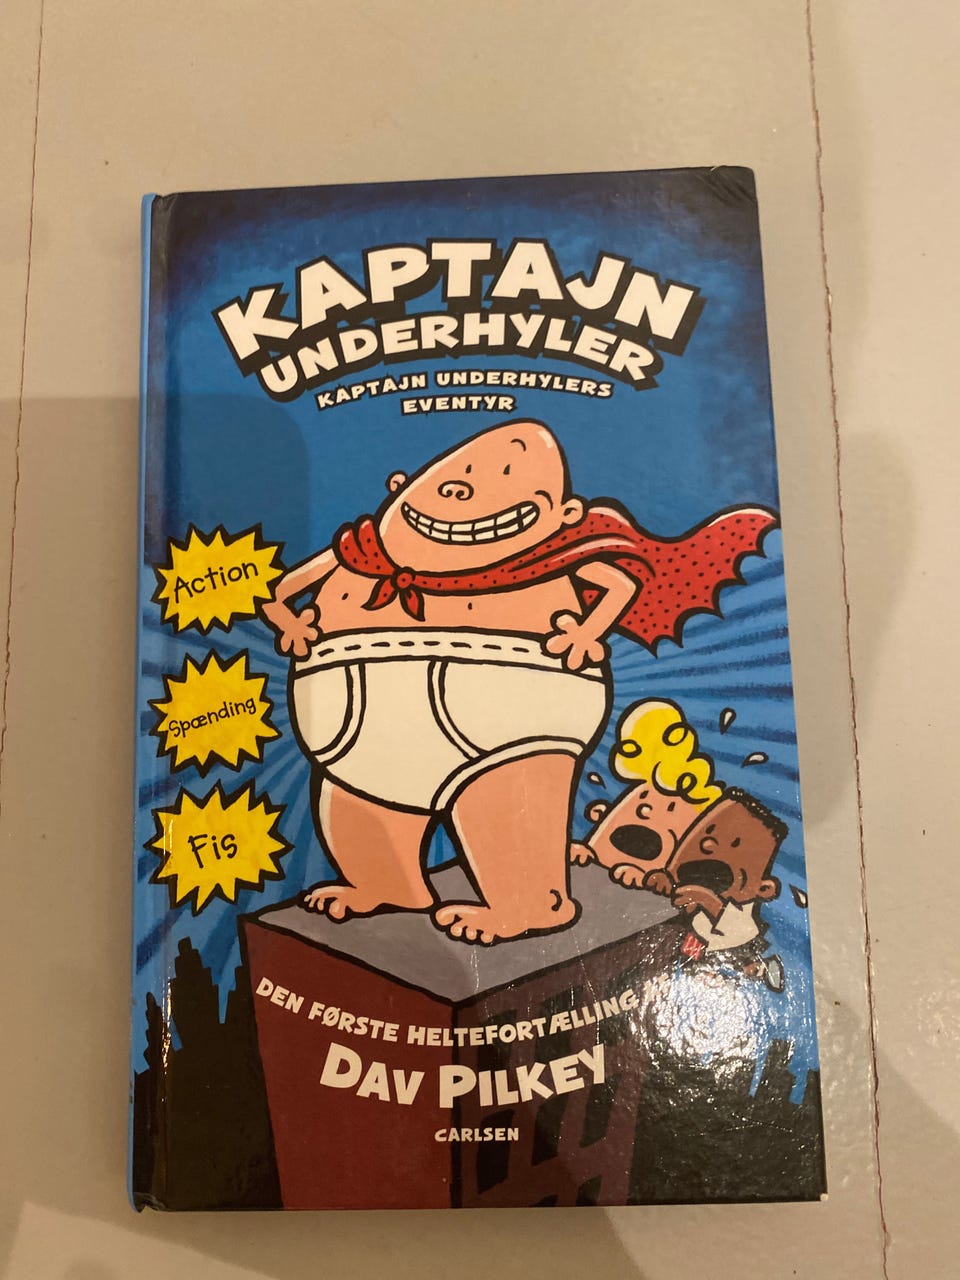 KAPTAJN
UNDERHYLER
KAPTAJN UNDERHYLERS
EVENTYR
Action
Spænding
Fis
DEN FØRSTE HELTEFORTÆLLING
DAV PILKEY
CARLSEN